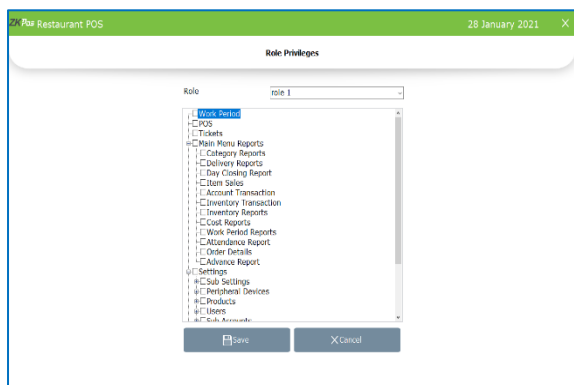 ZKPos Restaurant POS 28 January 2021 X
Role Privileges
Role role 1
Work Period
POS
Tickets
Main Menu Reports
Category Reports
Delivery Reports
Day Closing Report
Item Sales
Account Transaction
Inventory Transaction
Inventory Reports
Cost Reports
Work Period Reports
Attendance Report
Order Details
Advance Report
Settings
Sub Settings
Peripheral Devices
Products
Users
Sub Accounts
Save Cancel